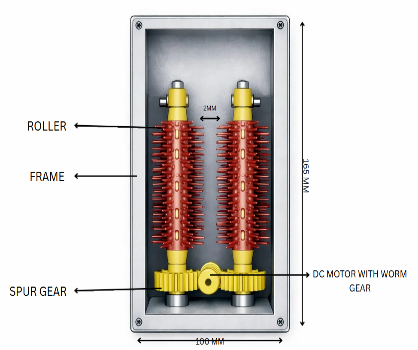 2MM
ROLLER
FRAME
165 MM
DC MOTOR WITH WORM
GEAR
SPUR GEAR
100 MM